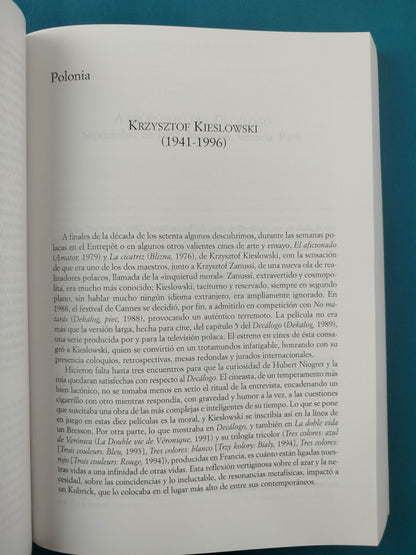 Polonia
KRZYSZTOF KIESLOWSKI
(1941-1996)
A finales de la década de los setenta algunos descubrimos, durante las semanas po-
lacas en el Entrepôt o en algunos otros valientes cines de arte y ensayo, El aficionado
(Amator, 1979) y La cicatriz (Blizna, 1976), de Krzysztof Kieslowski, con la sensación
de que era uno de los dos maestros, junto a Krzysztof Zanussi, de una nueva ola de rea-
lizadores polacos, llamada de la «inquietud moral». Zanussi, extravertido y cosmopo-
lita, era mucho más conocido; Kieslowski, taciturno y reservado, siempre en segundo
plano, sin hablar mucho ningún idioma extranjero, era ampliamente ignorado. En
1988, el festival de Cannes se decidió, por fin, a admitirlo en competición con No ma-
tarás (Dekalog, piec, 1988), provocando un auténtico terremoto. La película no era
más que la versión larga, hecha para cine, del capítulo 5 del Decálogo (Dekalog, 1989),
una serie producida por y para la televisión polaca. El estreno en cines de ésta consa-
gró a Kieslowski, quien se convirtió en un trotamundos infatigable, honrando con su
presencia coloquios, retrospectivas, mesas redondas y jurados internacionales.
Hicieron falta hasta tres encuentros para que la curiosidad de Hubert Niogret y la
mía quedaran satisfechas con respecto al Decálogo. El cineasta, de un temperamento más
bien lacónico, no se tomaba menos en serio el ritual de la entrevista, encadenando un
cigarrillo con otro mientras respondía, con gravedad y humor a la vez, a las cuestiones
que suscitaba una obra de las más complejas e inteligentes de su tiempo. Lo que se pone
en juego en estas diez películas es la moral, y Kieslowski se inscribía así en la línea de
un Bresson. Por otra parte, lo que mostraba en Decálogo, y también en La doble vida
de Verónica (La Double vie de Véronique, 1991) y su trilogía tricolor (Tres colores: azul
[Trois couleurs: Bleu, 1993], Tres colores: blanco [Trzy kolory: Bialy, 1994], Tres colores:
rojo [Trois couleurs: Rouge, 1994]), producida en Francia, es cuán están ligadas nues-
tras vidas a una infinidad de otras vidas. Esta reflexión vertiginosa sobre el azar y la ne-
cesidad, sobre las coincidencias y lo ineluctable, de resonancias metafísicas, impactó a
un Kubrick, que lo colocaba en el lugar más alto de entre sus contemporáneos.